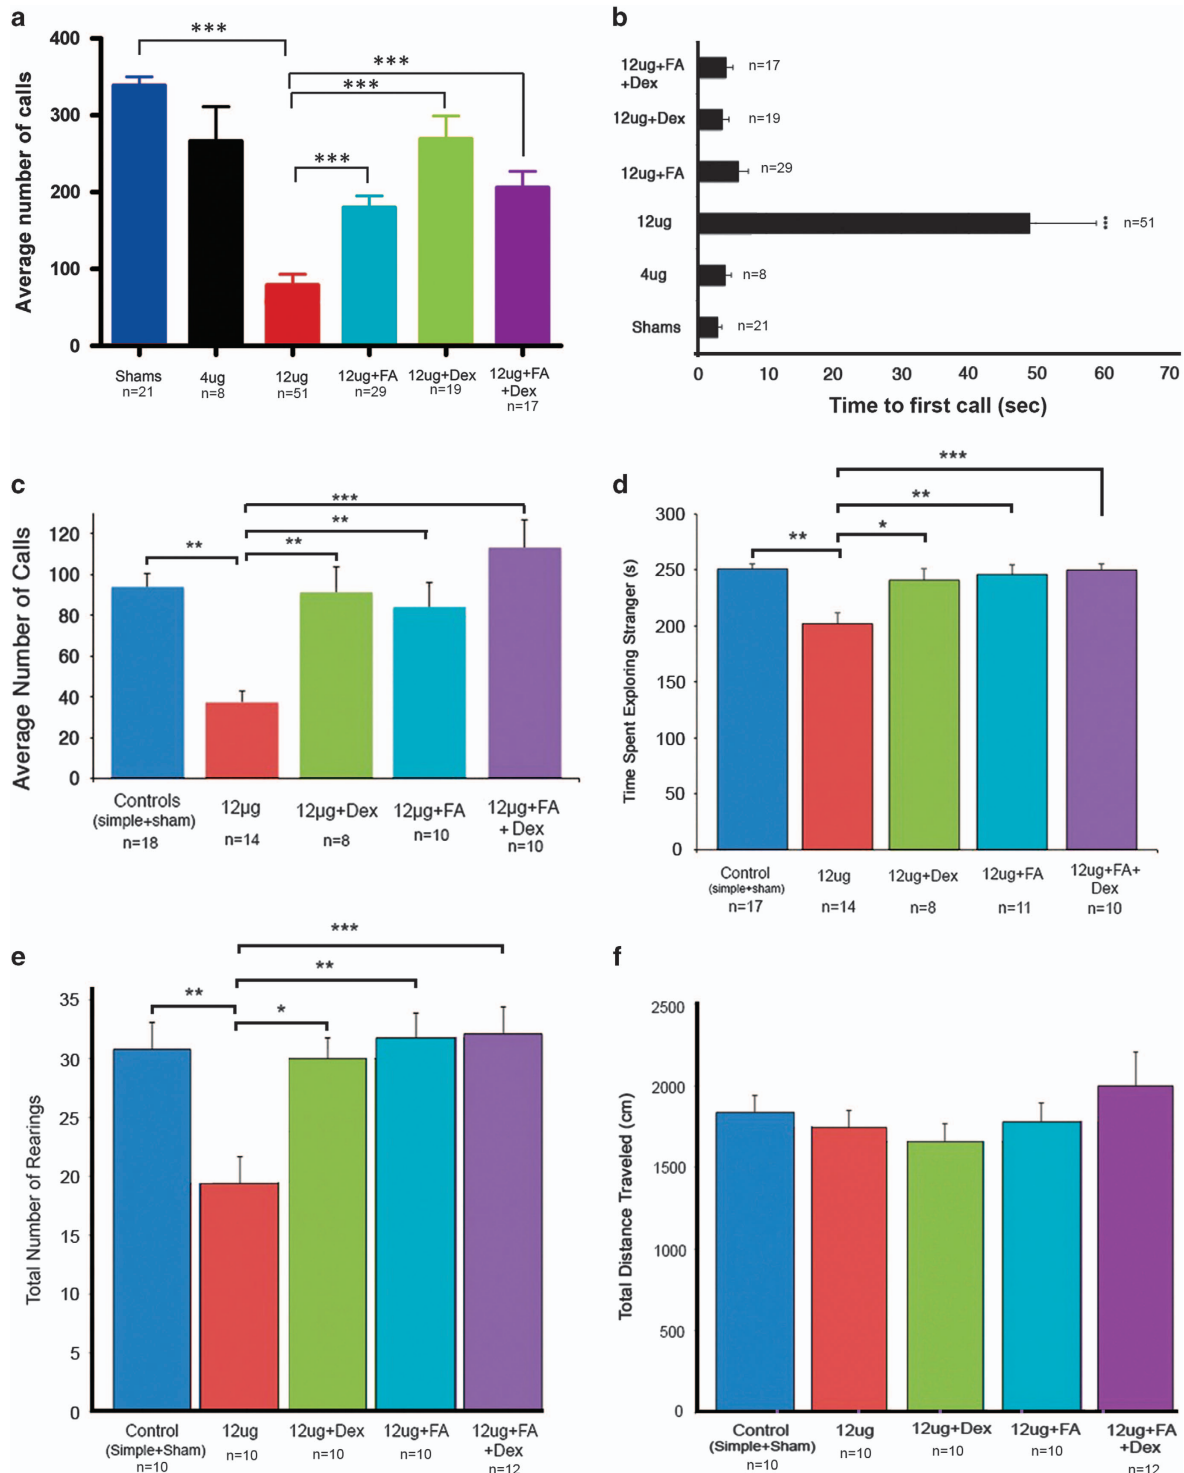 a
***
***
***
***
400
300
200
100
0
Average number of calls
Shams
n=21
4ug
n=8
12ug
n=51
12ug+FA
n=29
12ug+Dex
n=19
12ug+FA
+Dex
n=17
b
12ug+FA
+Dex
n=17
12ug+Dex
n=19
12ug+FA
n=29
12ug
***
n=51
4ug
n=8
Shams
n=21
0 10 20 30 40 50 60 70
Time to first call (sec)
c
***
**
**
**
120
100
80
60
40
20
0
Average Number of Calls
Controls
(simple+sham)
n=18
12µg
n=14
12µg+Dex
n=8
12µg+FA
n=10
12µg+FA
+ Dex
n=10
d
***
**
*
**
300
250
200
150
100
50
0
Time Spent Exploring Stranger (s)
Control
(simple+sham)
n=17
12ug
n=14
12ug+Dex
n=8
12ug+FA
n=11
12ug+FA+
Dex
n=10
e
***
**
**
*
35
30
25
20
15
10
5
0
Total Number of Rearings
Control
(Simple+Sham)
n=10
12ug
n=10
12ug+Dex
n=10
12ug+FA
n=10
12ug+FA
+Dex
n=12
f
2500
2000
1500
1000
500
0
Total Distance Traveled (cm)
Control
(Simple+Sham)
n=10
12ug
n=10
12ug+Dex
n=10
12ug+FA
n=10
12ug+FA
+Dex
n=12